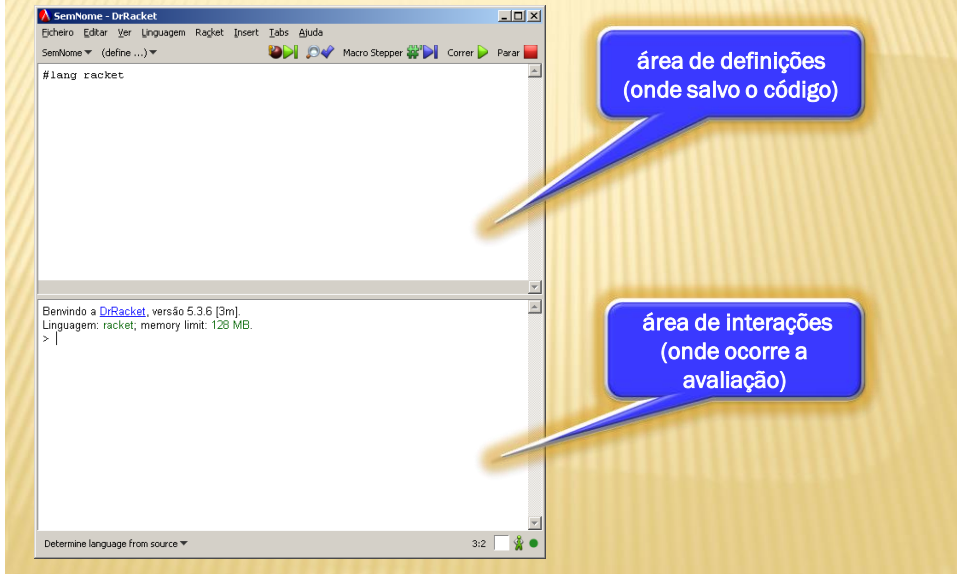 SemNome - DrRacket
Ficheiro Editar Ver Linguagem Racket Insert Tabs Ajuda
SemNome (define ...) Macro Stepper Correr Parar
#lang racket
área de definições
(onde salvo o código)
Benvindo a DrRacket, versão 5.3.6 [3m].
Linguagem: racket; memory limit: 128 MB.
>
área de interações
(onde ocorre a
avaliação)
Determine language from source 3:2